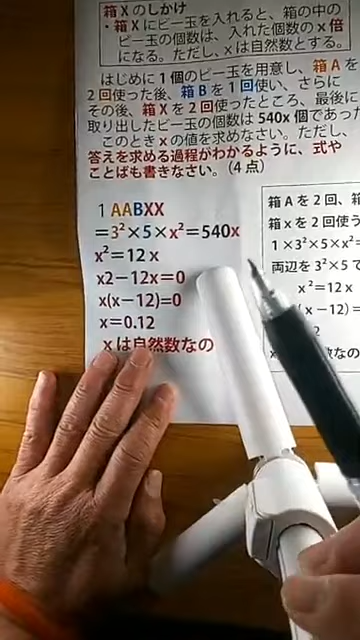 箱Xのしかけ
・箱Xにビー玉を入れると、箱の中の
ビー玉の個数は、入れた個数のx倍
になる。ただし、xは自然数とする。
はじめに1個のビー玉を用意し、箱Aを
2回使った後、箱Bを1回使い、さらに
その後、箱Xを2回使ったところ、最後に
取り出したビー玉の個数は540x個であった
このときxの値を求めなさい。ただし、
答えを求める過程がわかるように、式や
ことばも書きなさい。(4点)
1 AABXX
=3²×5×x²=540x
x²=12x
x2-12x=0
x(x-12)=0
x=0.12
xは自然数なの
箱Aを2回、箱
箱xを2回使う
1×3²×5×x²=
両辺を3²×5で
x²=12x
(x-12)=
2
数なの